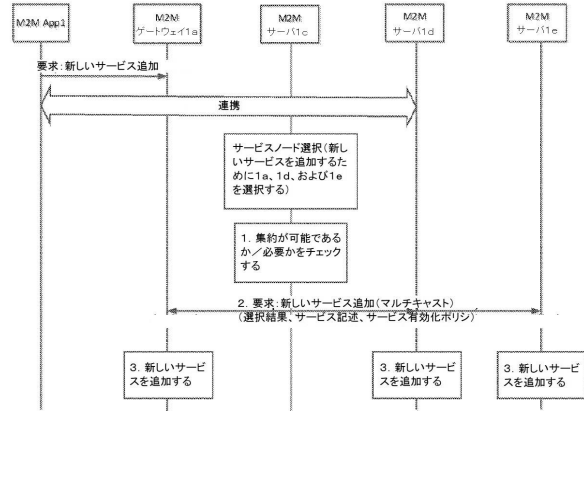 M2M App1
M2M
ゲートウェイ1a
M2M
サーバ1c
M2M
サーバ1d
M2M
サーバ1e
要求:新しいサービス追加
連携
サービスノード選択(新し
いサービスを追加するた
めに1a、1d、および1e
を選択する)
1. 集約が可能である
か/必要かをチェック
する
2. 要求:新しいサービス追加(マルチキャスト)
(選択結果、サービス記述、サービス有効化ポリシ)
3. 新しいサービ
スを追加する
3. 新しいサービ
スを追加する
3. 新しいサービ
スを追加する